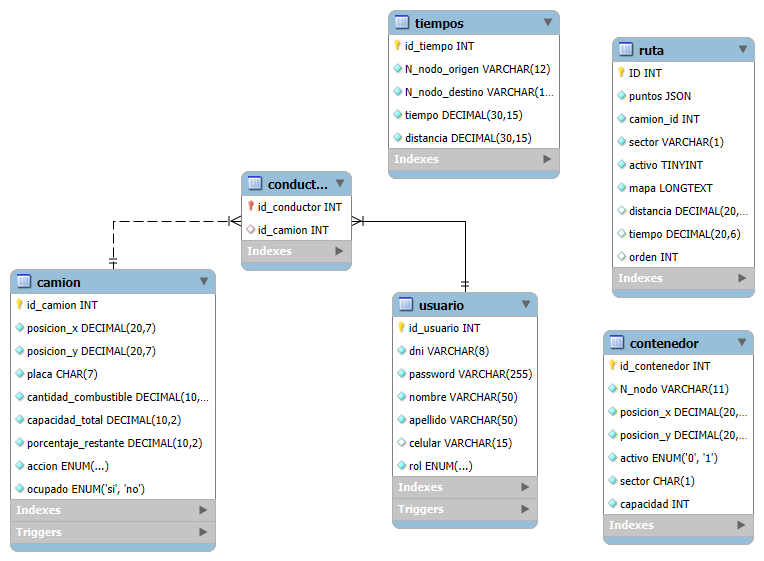 tiempos
id_tiempo INT
N_nodo_origen VARCHAR(12)
N_nodo_destino VARCHAR(1...
tiempo DECIMAL(30,15)
distancia DECIMAL(30,15)
Indexes
ruta
ID INT
puntos JSON
camion_id INT
sector VARCHAR(1)
activo TINYINT
mapa LONGTEXT
distancia DECIMAL(20,...
tiempo DECIMAL(20,6)
orden INT
Indexes
conduct...
id_conductor INT
id_camion INT
Indexes
camion
id_camion INT
posicion_x DECIMAL(20,7)
posicion_y DECIMAL(20,7)
placa CHAR(7)
cantidad_combustible DECIMAL(10,...
capacidad_total DECIMAL(10,2)
porcentaje_restante DECIMAL(10,2)
accion ENUM(...)
ocupado ENUM('si', 'no')
Indexes
Triggers
usuario
id_usuario INT
dni VARCHAR(8)
password VARCHAR(255)
nombre VARCHAR(50)
apellido VARCHAR(50)
celular VARCHAR(15)
rol ENUM(...)
Indexes
Triggers
contenedor
id_contenedor INT
N_nodo VARCHAR(11)
posicion_x DECIMAL(20,...
posicion_y DECIMAL(20,...
activo ENUM('0', '1')
sector CHAR(1)
capacidad INT
Indexes